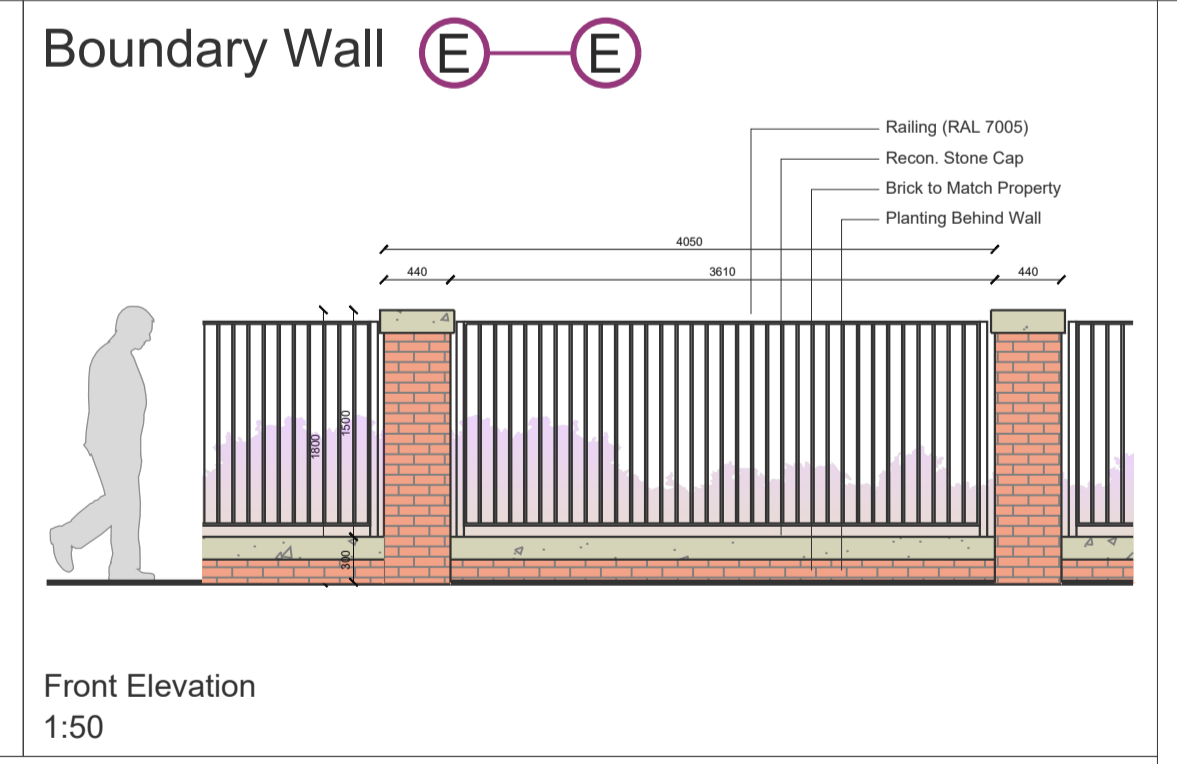 Boundary Wall E E
Railing (RAL 7005)
Recon. Stone Cap
Brick to Match Property
Planting Behind Wall
4050
440 3610 440
1500
1800
300
Front Elevation
1:50